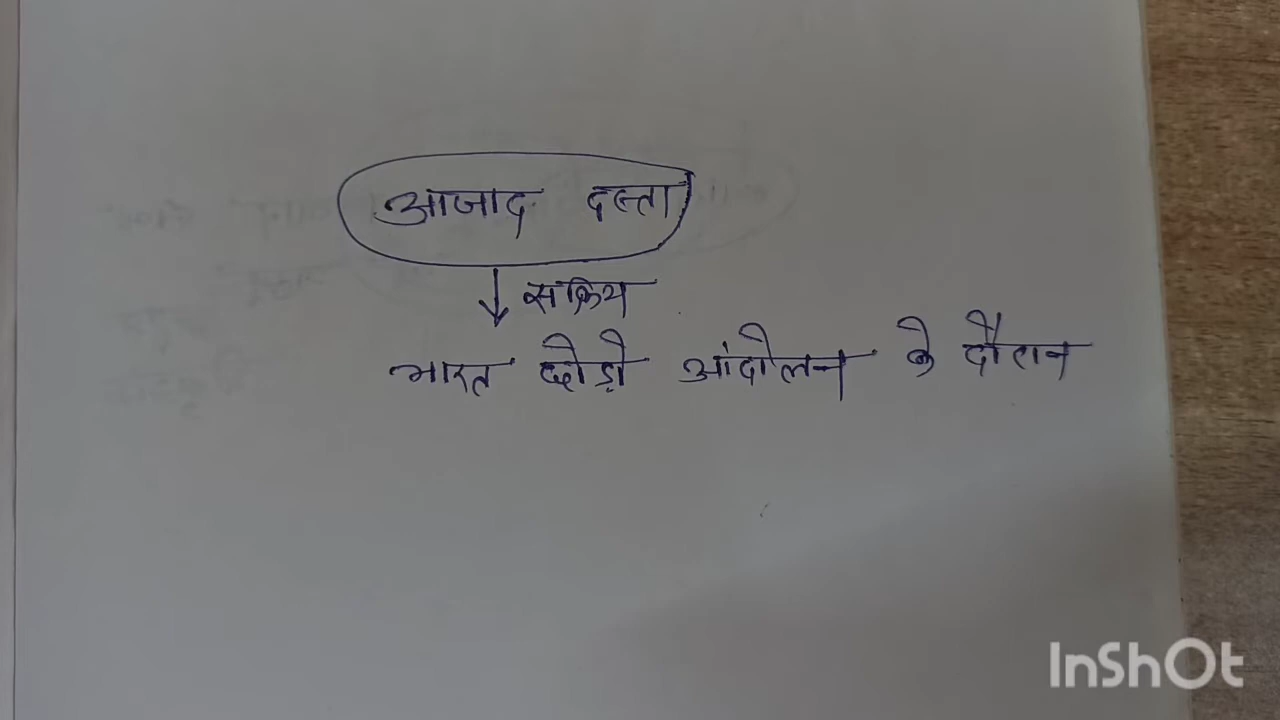 आजाद दस्ता
सक्रिय
भारत छोड़ो आंदोलन के दौरान
InShOt